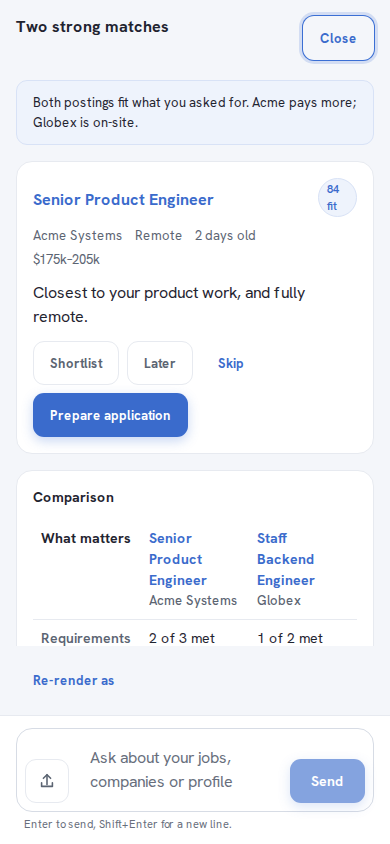 Two strong matches
Close
Both postings fit what you asked for. Acme pays more;
Globex is on-site.
Senior Product Engineer
84
fit
Acme Systems Remote 2 days old
$175k–205k
Closest to your product work, and fully
remote.
Shortlist Later Skip
Prepare application
Comparison
What matters Senior Product Engineer Acme Systems Staff Backend Engineer Globex
Requirements 2 of 3 met 1 of 2 met
Re-render as
Ask about your jobs,
companies or profile
Send
Enter to send, Shift+Enter for a new line.